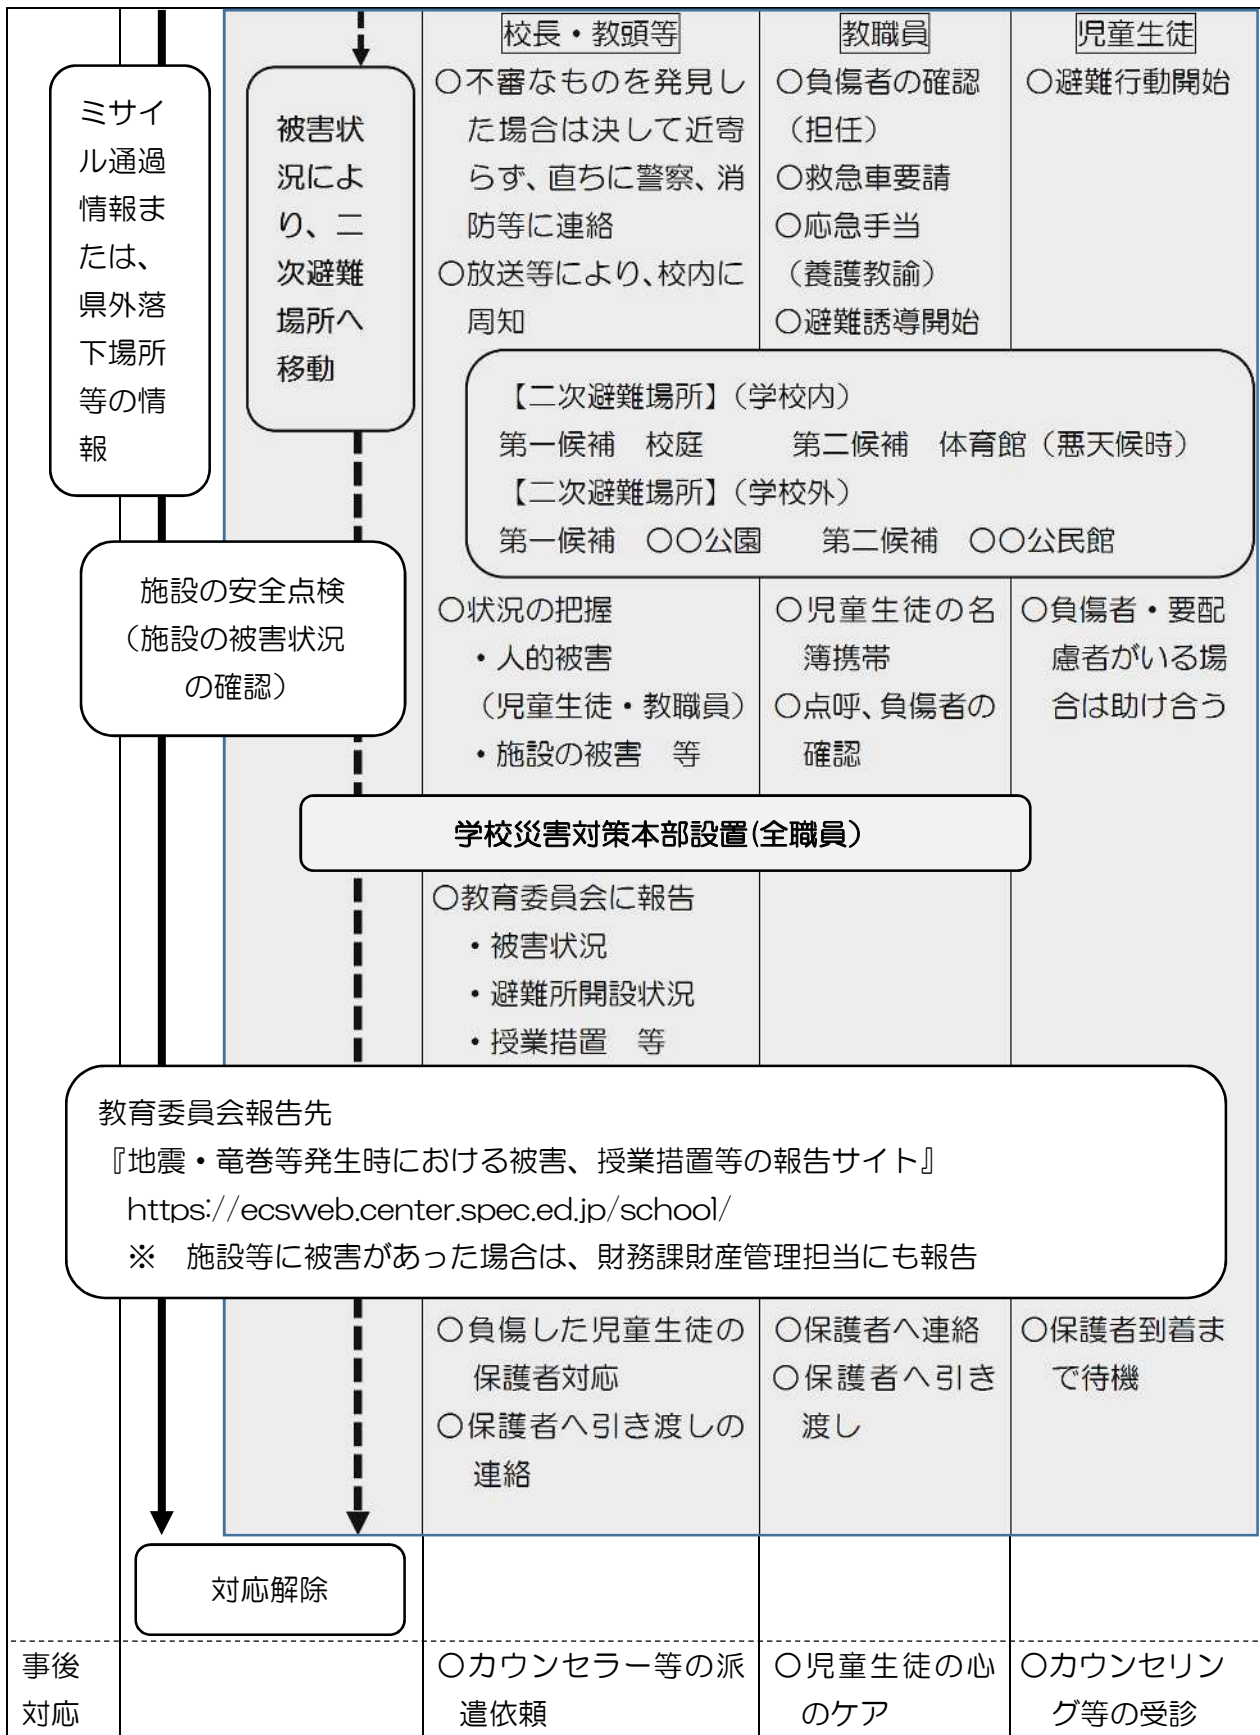 校長・教頭等
教職員
児童生徒
ミサイ
ル通過
情報ま
たは、
県外落
下場所
等の情
報
被害状
況によ
り、二
次避難
場所へ
移動
○不審なものを発見し
た場合は決して近寄
らず、直ちに警察、消
防等に連絡
○放送等により、校内に
周知
○負傷者の確認
（担任）
○救急車要請
○応急手当
（養護教諭）
○避難誘導開始
○避難行動開始
【二次避難場所】（学校内）
第一候補　校庭　　　第二候補　体育館（悪天候時）
【二次避難場所】（学校外）
第一候補　〇〇公園　　第二候補　〇〇公民館
施設の安全点検
（施設の被害状況
の確認）
○状況の把握
・人的被害
（児童生徒・教職員）
・施設の被害　等
○児童生徒の名
簿携帯
○点呼、負傷者の
確認
○負傷者・要配
慮者がいる場
合は助け合う
学校災害対策本部設置(全職員）
○教育委員会に報告
・被害状況
・避難所開設状況
・授業措置　等
教育委員会報告先
『地震・竜巻等発生時における被害、授業措置等の報告サイト』
https://ecsweb.center.spec.ed.jp/school/
※　施設等に被害があった場合は、財務課財産管理担当にも報告
○負傷した児童生徒の
保護者対応
○保護者へ引き渡しの
連絡
○保護者へ連絡
○保護者へ引き
渡し
○保護者到着ま
で待機
対応解除
事後
対応
○カウンセラー等の派
遣依頼
○児童生徒の心
のケア
○カウンセリン
グ等の受診